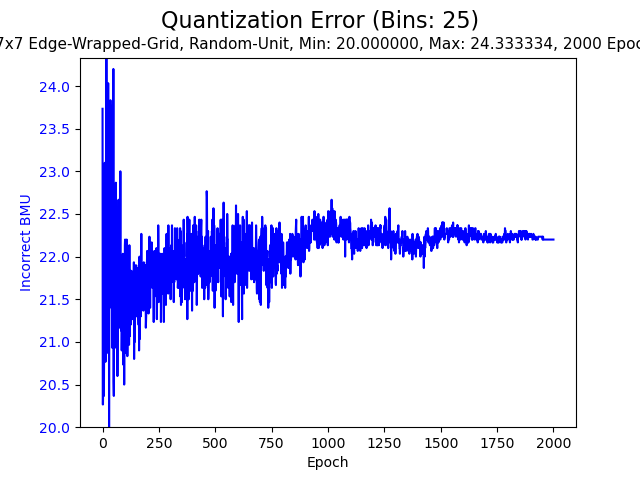 Quantization Error (Bins: 25)
7x7 Edge-Wrapped-Grid, Random-Unit, Min: 20.000000, Max: 24.333334, 2000 Epoc
24.0
23.5
23.0
22.5
22.0
21.5
21.0
20.5
20.0
Incorrect BMU
0 250 500 750 1000 1250 1500 1750 2000
Epoch